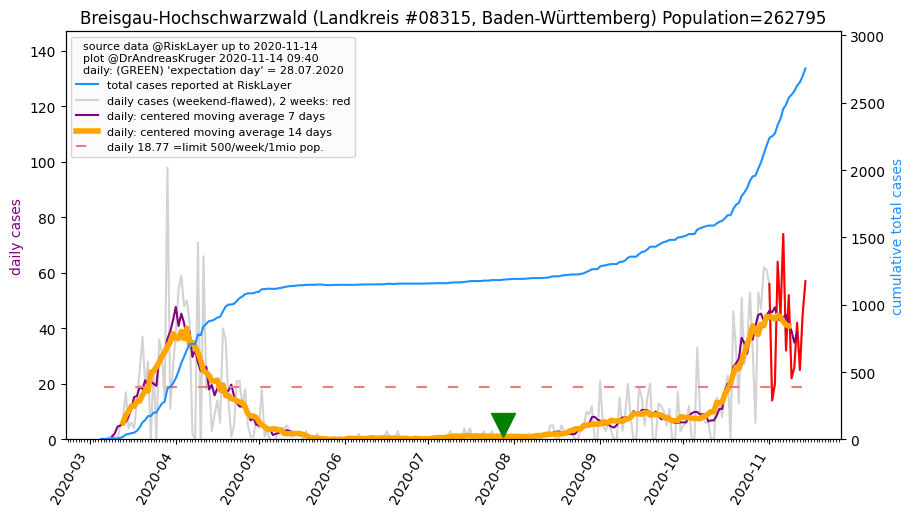 Breisgau-Hochschwarzwald (Landkreis #08315, Baden-Württemberg) Population=262795
source data @RiskLayer up to 2020-11-14
plot @DrAndreasKruger 2020-11-14 09:40
daily: (GREEN) 'expectation day' = 28.07.2020
total cases reported at RiskLayer
daily cases (weekend-flawed), 2 weeks: red
daily: centered moving average 7 days
daily: centered moving average 14 days
daily 18.77 =limit 500/week/1mio pop.
daily cases
140
120
100
80
60
40
20
0
3000
2500
2000
1500
1000
500
0
cumulative total cases
2020-03
2020-04
2020-05
2020-06
2020-07
2020-08
2020-09
2020-10
2020-11